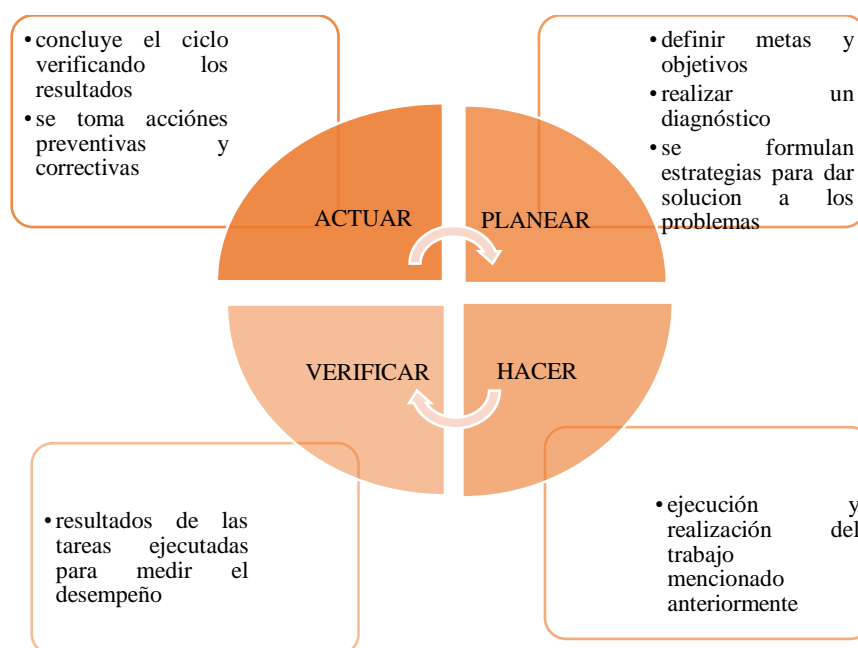 • concluye el ciclo
verificando los
resultados
• se toma acciónes
preventivas y
correctivas
• definir metas y
objetivos
• realizar un
diagnóstico
• se formulan
estrategias para dar
solucion a los
problemas
ACTUAR
PLANEAR
VERIFICAR
HACER
• resultados de las
tareas ejecutadas
para medir el
desempeño
• ejecución y
realización del
trabajo
mencionado
anteriormente